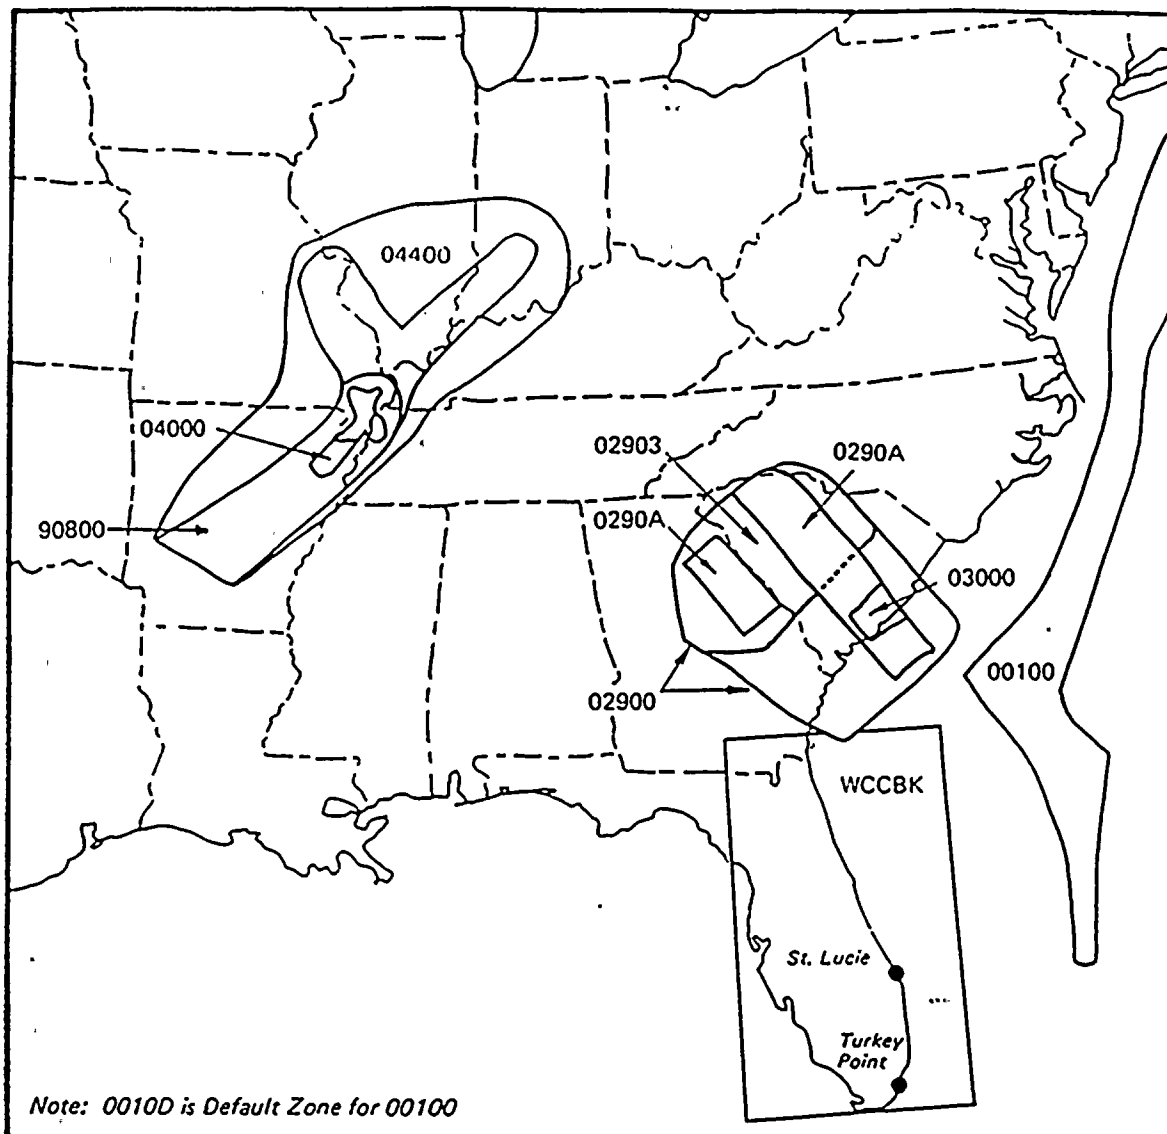 04400
04000
90800
02903
0290A
0290A
03000
02900
00100
WCCBK
St. Lucie
Turkey
Point
Note: 0010D is Default Zone for 00100